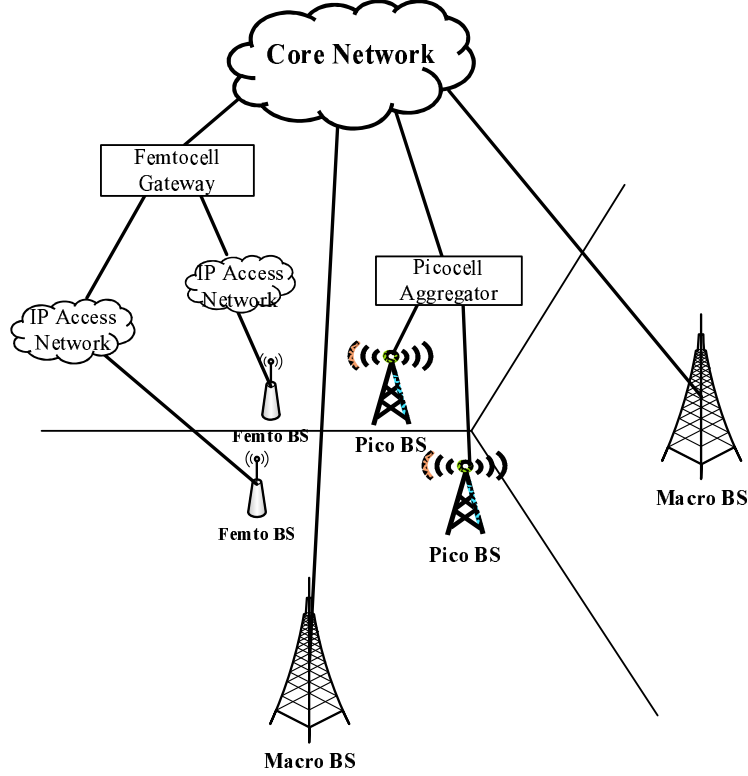 Core Network
Femtocell
Gateway
IP Access
Network
Picocell
Aggregator
IP Access
Network
Femto BS
Pico BS
Macro BS
Femto BS
Pico BS
Macro BS